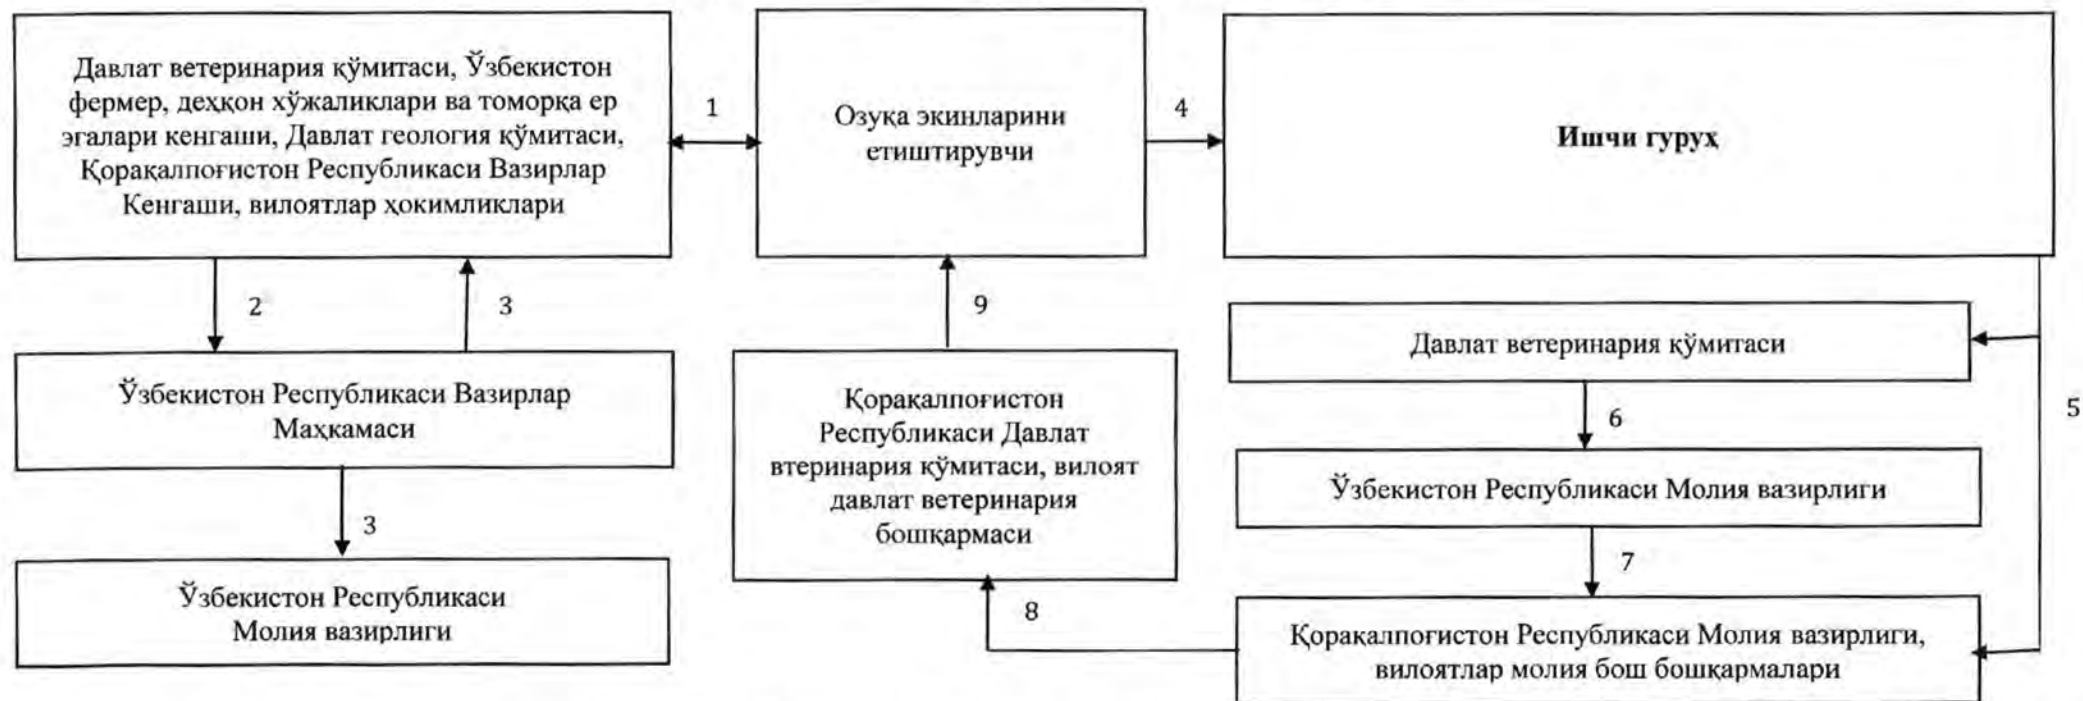 Давлат ветеринария қўмитаси, Ўзбекистон
фермер, деҳқон хўжаликлари ва томорқа ер
эгалари кенгаши, Давлат геология қўмитаси,
Қорақалпоғистон Республикаси Вазирлар
Кенгаши, вилоятлар ҳокимликлари
1
Озуқа экинларини
етиштирувчи
4
Ишчи гуруҳ
2
3
9
Ўзбекистон Республикаси Вазирлар
Маҳкамаси
3
Ўзбекистон Республикаси
Молия вазирлиги
Қорақалпоғистон
Республикаси Давлат
втеринария қўмитаси, вилоят
давлат ветеринария
бошқармаси
8
Давлат ветеринария қўмитаси
5
6
Ўзбекистон Республикаси Молия вазирлиги
7
Қорақалпоғистон Республикаси Молия вазирлиги,
вилоятлар молия бош бошқармалари